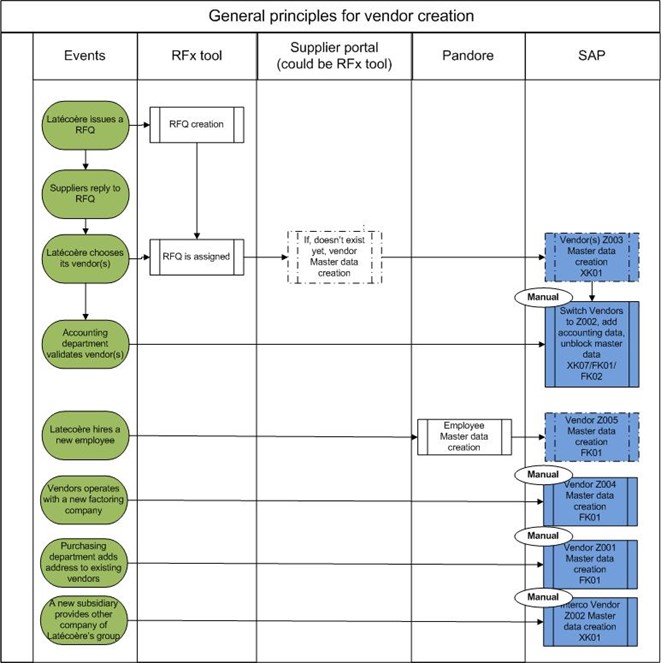 General principles for vendor creation
Events
RFx tool
Supplier portal
(could be RFx tool)
Pandore
SAP
Latécoère issues a
RFQ
RFQ creation
Suppliers reply to
RFQ
Latécoère chooses
its vendor(s)
RFQ is assigned
If, doesn't exist
yet, vendor
Master data
creation
Vendor(s) Z003
Master data
creation
XK01
Manual
Accounting
department
validates vendor(s)
Switch Vendors
to Z002, add
accounting data,
unblock master
data
XK07/FK01/
FK02
Latecoère hires a
new employee
Employee
Master data
creation
Vendor Z005
Master data
creation
FK01
Manual
Vendors operates
with a new factoring
company
Vendor Z004
Master data
creation
FK01
Manual
Purchasing
department adds
address to existing
vendors
Vendor Z001
Master data
creation
FK01
Manual
A new subsidiary
provides other
company of
Latécoère's group
Interco Vendor
Z002 Master
data creation
XK01